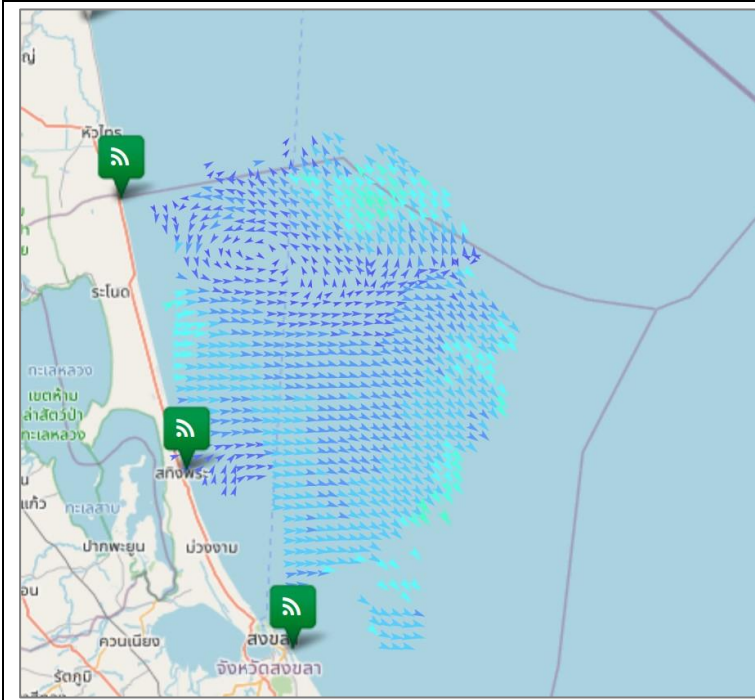 หัวไทร
ระโนด
ทะเลหลวง
เขตห้าม
ล่าสัตว์ป่า
ทะเลหลวง
สทิงพระ
แก้ว
ทะเลสาบ
ปากพะยูน
ม่วงงาม
ควนเนียง
สงขลา
จังหวัดสงขลา
รัตภูมิ